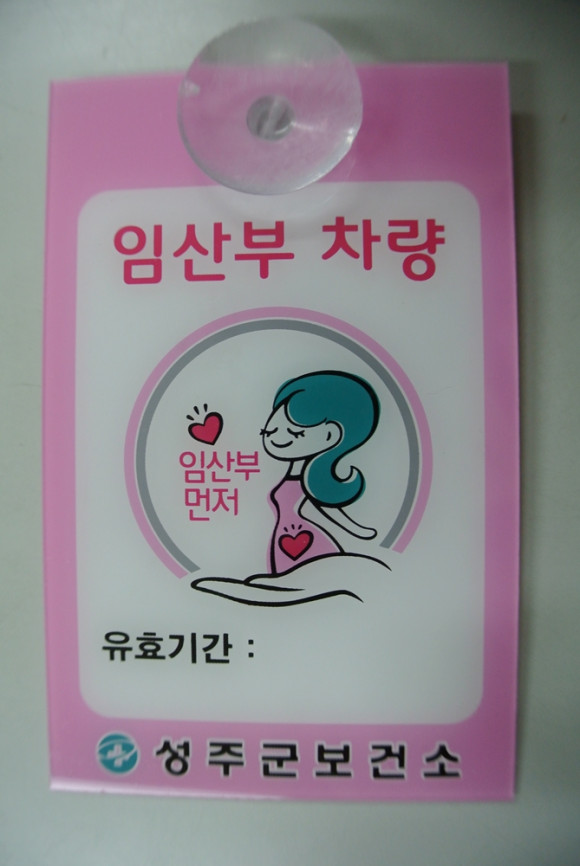 임산부 차량
임산부
먼저
유효기간 :
성주군보건소